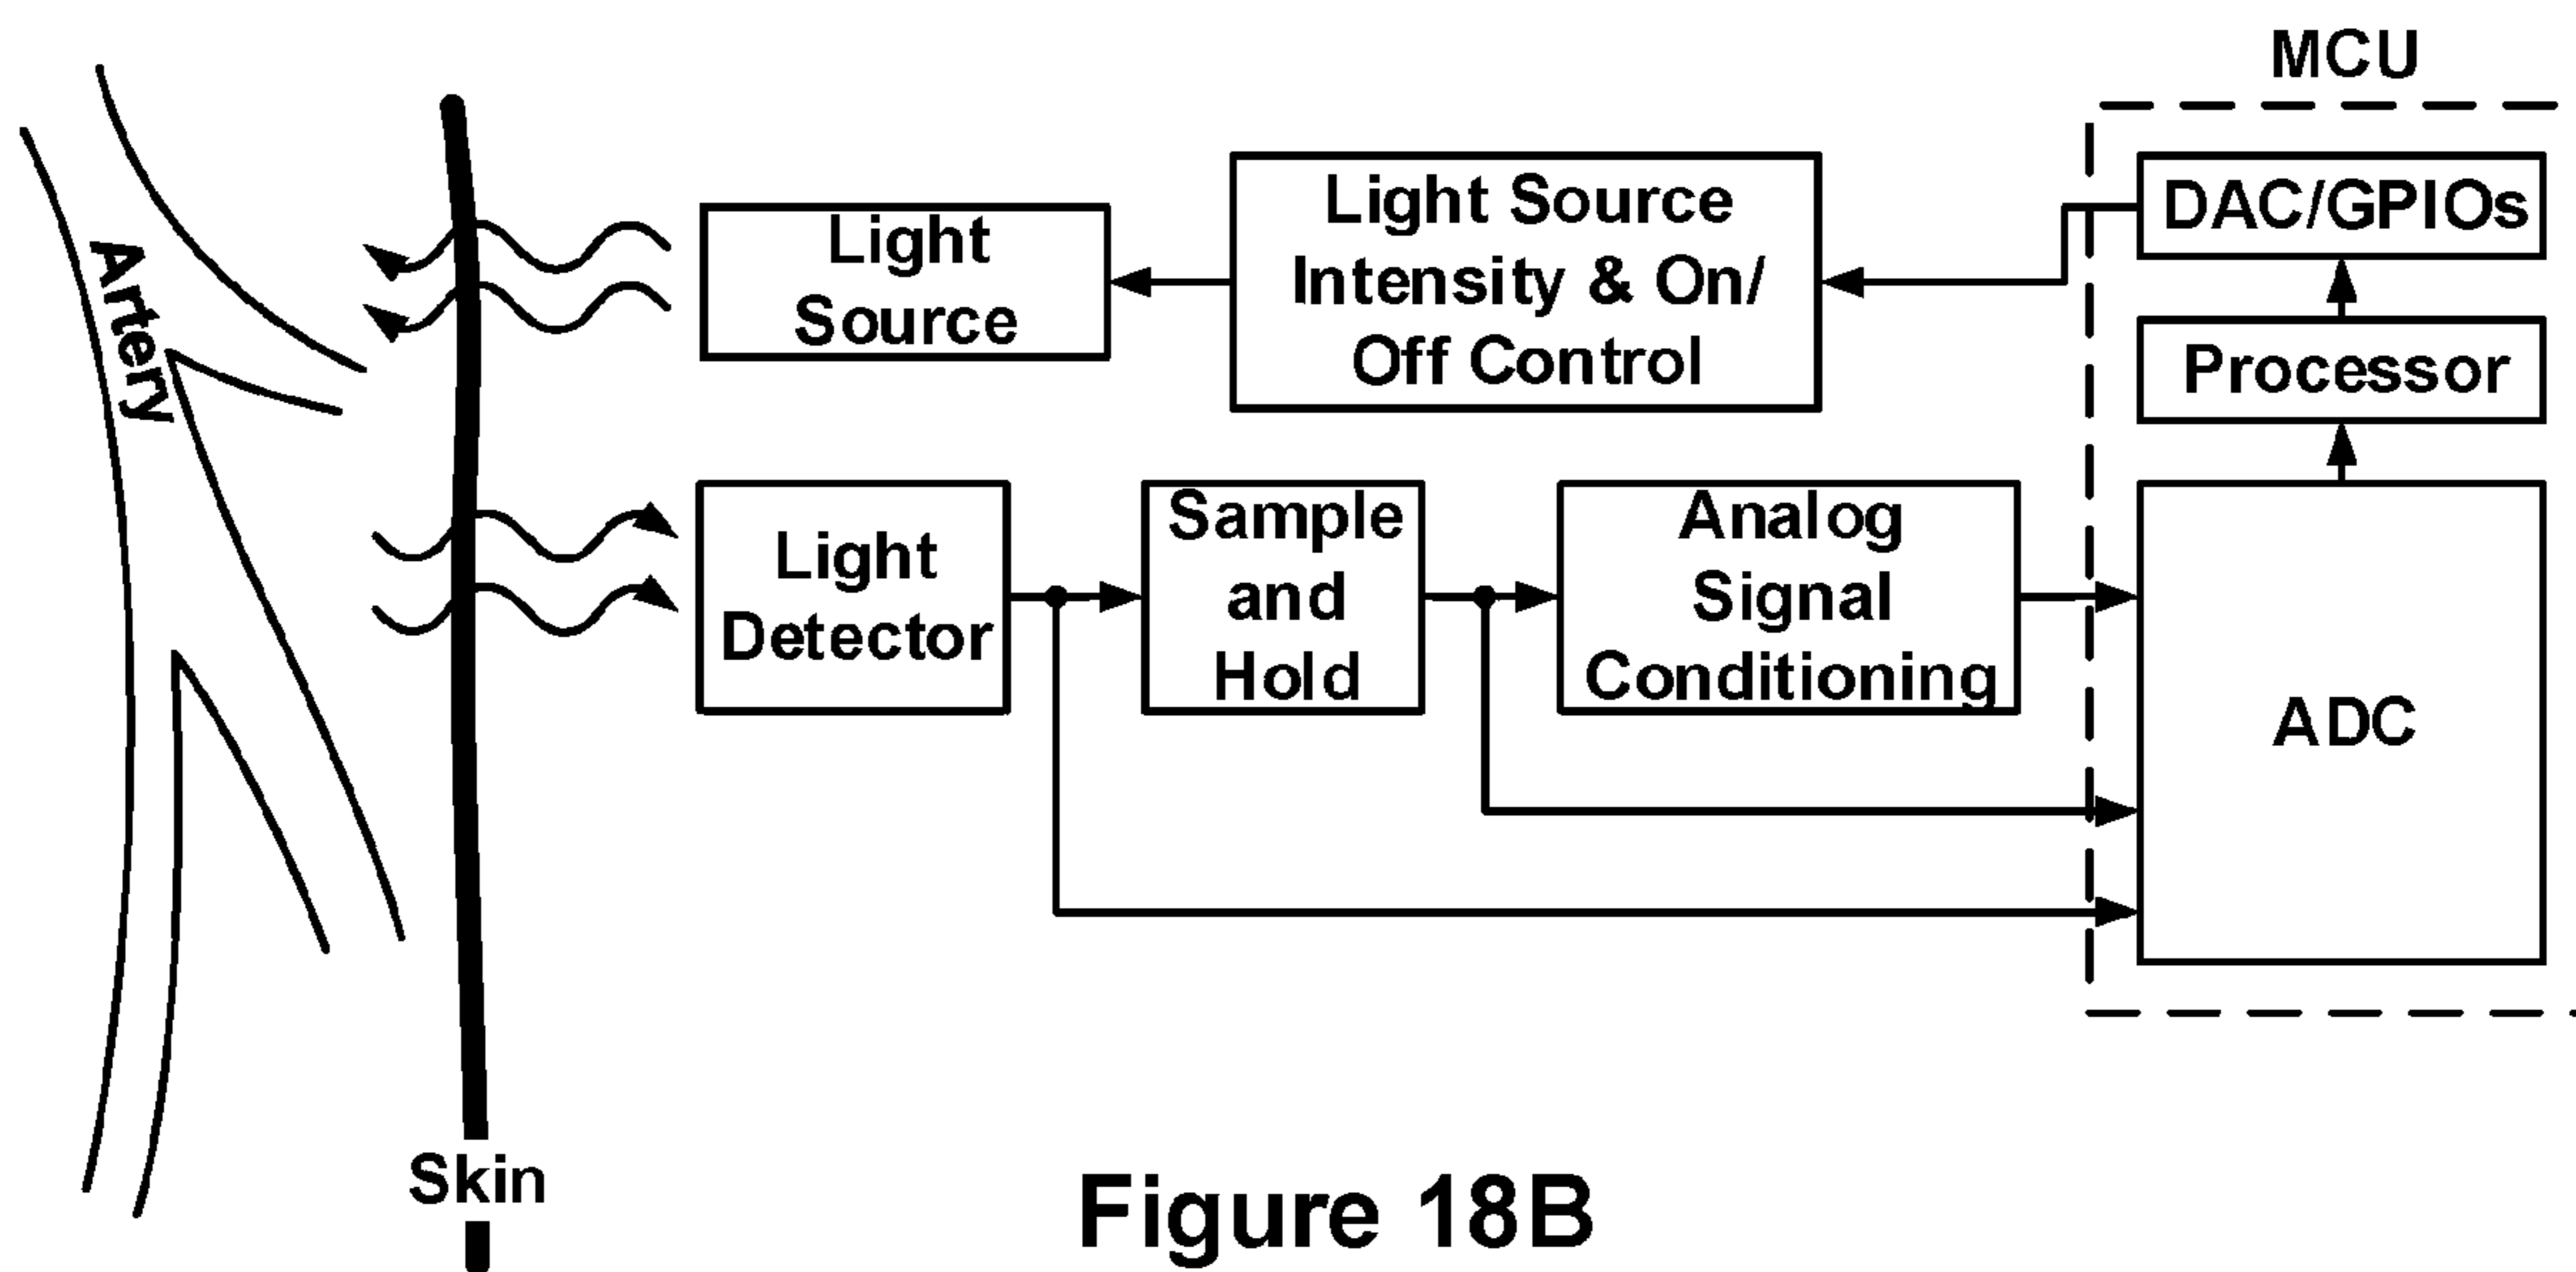 MCU
Artery
Light
Source
Light Source
Intensity & On/
Off Control
DAC/GPIOs
Processor
Light
Detector
Sample
and
Hold
Analog
Signal
Conditioning
ADC
Skin
Figure 18B